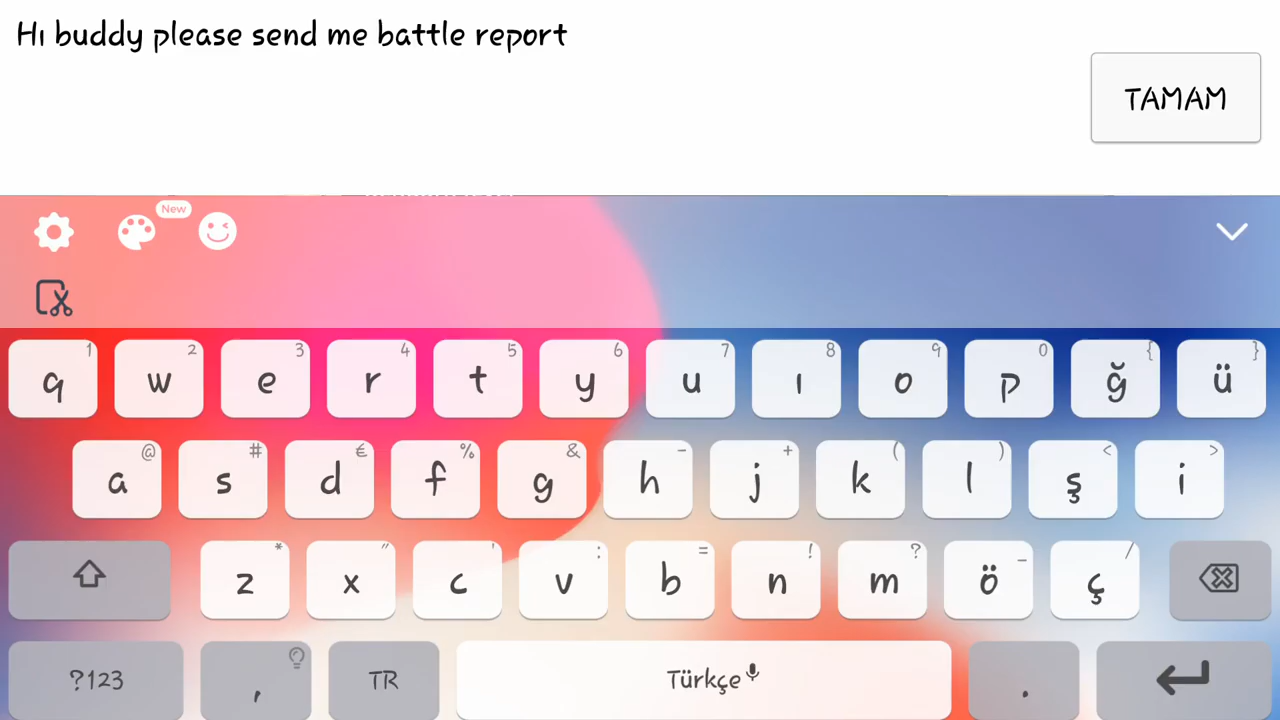 Hı buddy please send me battle report
TAMAM
New
q 1 w 2 e 3 r 4 t 5 y 6 u 7 ı 8 o 9 p 0 ğ { ü }
a @ s # d € f % g & h - j + k ( l ) ş < i >
z * x " c ' v : b = n ! m ? ö _ ç /
?123 , TR Türkçe .